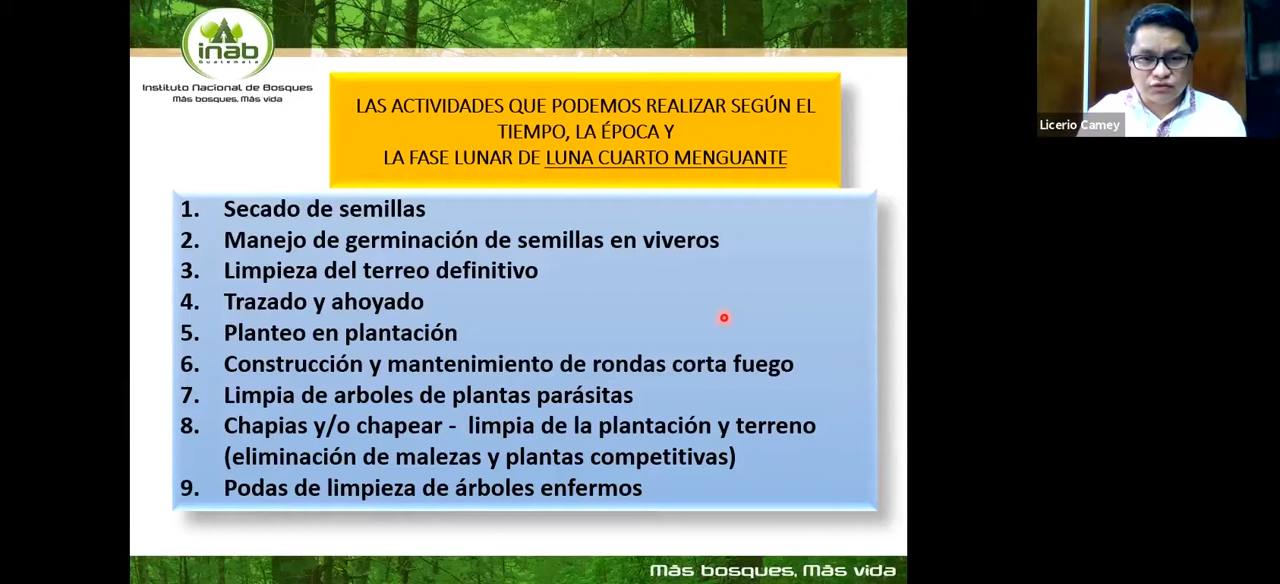 inab
Guatemala
Instituto Nacional de Bosques
Más bosques, Más vida
LAS ACTIVIDADES QUE PODEMOS REALIZAR SEGÚN EL
TIEMPO, LA ÉPOCA Y
LA FASE LUNAR DE LUNA CUARTO MENGUANTE
1. Secado de semillas
2. Manejo de germinación de semillas en viveros
3. Limpieza del terreo definitivo
4. Trazado y ahoyado
5. Planteo en plantación
6. Construcción y mantenimiento de rondas corta fuego
7. Limpia de arboles de plantas parásitas
8. Chapias y/o chapear - limpia de la plantación y terreno
(eliminación de malezas y plantas competitivas)
9. Podas de limpieza de árboles enfermos
Más bosques, Más vida
Licerio Camey